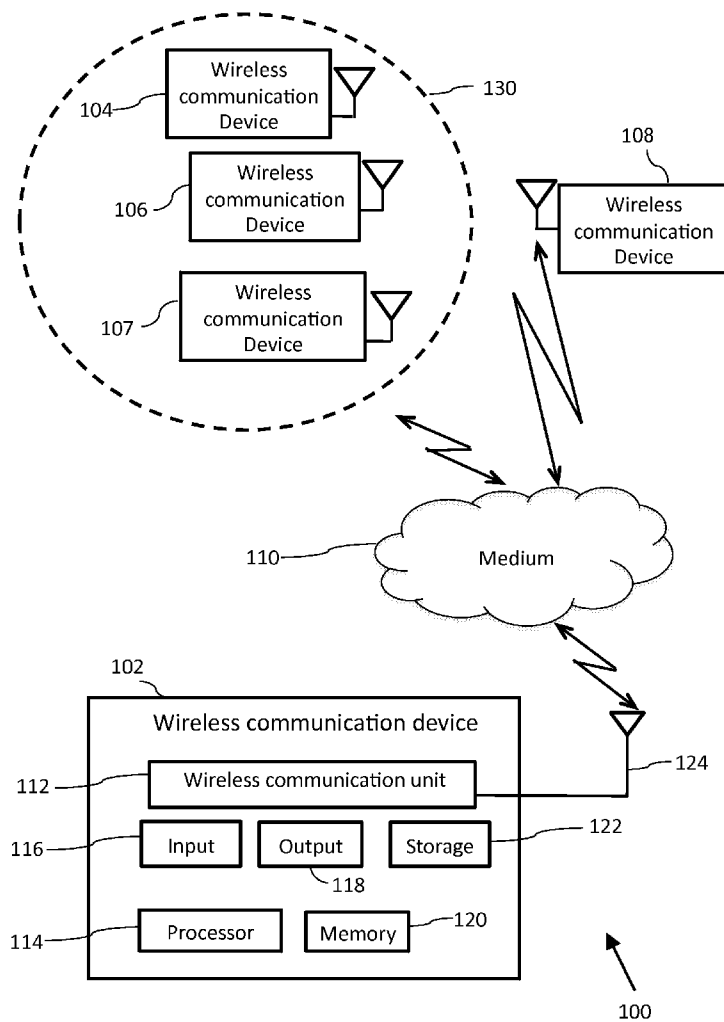 Wireless
communication
Device
104
130
Wireless
communication
Device
106
108
Wireless
communication
Device
Wireless
communication
Device
107
110
Medium
102
Wireless communication device
112
Wireless communication unit
124
116
Input
Output
Storage
122
118
114
Processor
Memory
120
100